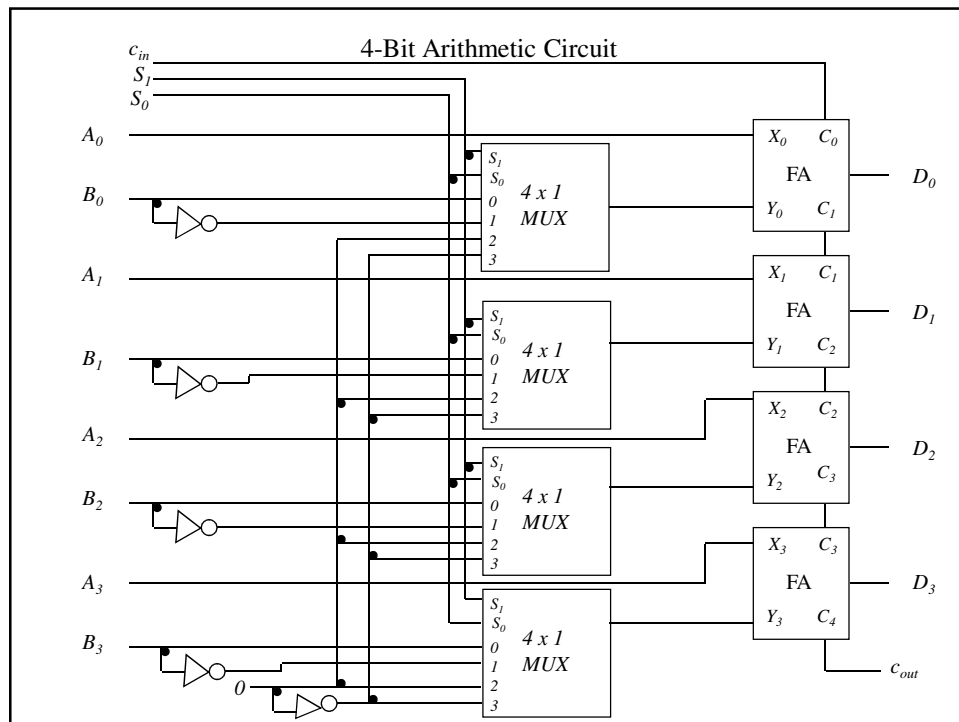 4-Bit Arithmetic Circuit
c_in
S_1
S_0
A_0
X_0 C_0
FA
D_0
Y_0 C_1
S_1
S_0
4 x 1
MUX
0
1
2
3
B_0
A_1
X_1 C_1
FA
D_1
Y_1 C_2
S_1
S_0
4 x 1
MUX
0
1
2
3
B_1
A_2
X_2 C_2
FA
D_2
Y_2 C_3
S_1
S_0
4 x 1
MUX
0
1
2
3
B_2
A_3
X_3 C_3
FA
D_3
Y_3 C_4
S_1
S_0
4 x 1
MUX
0
1
2
3
B_3
0
c_out